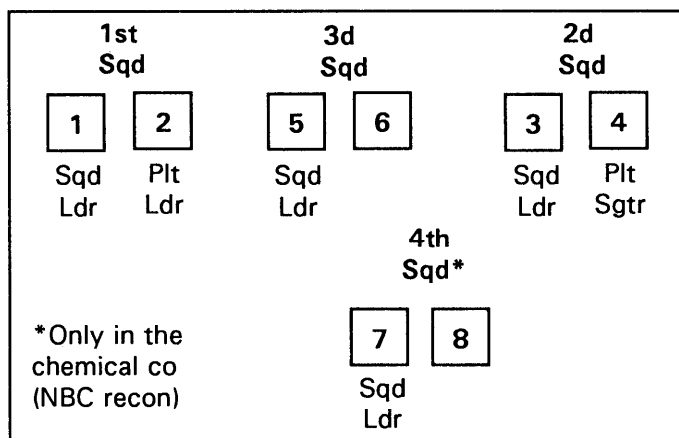 1st
Sqd
3d
Sqd
2d
Sqd
1 2 5 6 3 4
Sqd
Ldr
Plt
Ldr
Sqd
Ldr
Sqd
Ldr
Plt
Sgtr
4th
Sqd*
7 8
Sqd
Ldr
*Only in the
chemical co
(NBC recon)